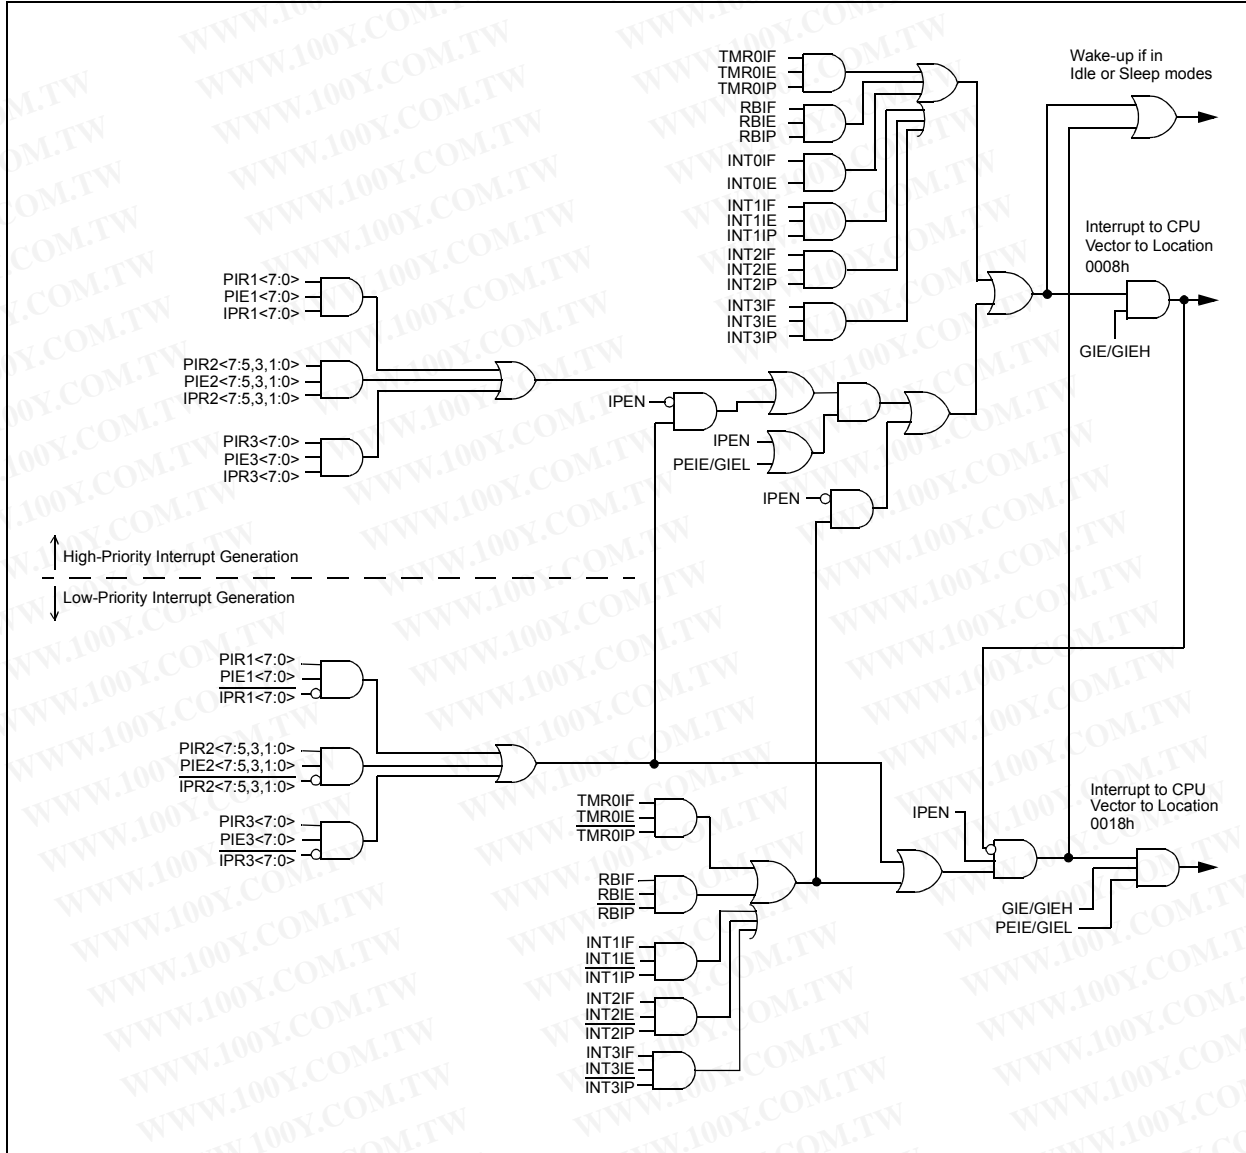 TMR0IF
TMR0IE
TMR0IP
RBIF
RBIE
RBIP
INT0IF
INT0IE
INT1IF
INT1IE
INT1IP
INT2IF
INT2IE
INT2IP
INT3IF
INT3IE
INT3IP
Wake-up if in
Idle or Sleep modes
Interrupt to CPU
Vector to Location
0008h
GIE/GIEH
PIR1<7:0>
PIE1<7:0>
IPR1<7:0>
PIR2<7:5,3,1:0>
PIE2<7:5,3,1:0>
IPR2<7:5,3,1:0>
PIR3<7:0>
PIE3<7:0>
IPR3<7:0>
IPEN
IPEN
PEIE/GIEL
IPEN
High-Priority Interrupt Generation
Low-Priority Interrupt Generation
PIR1<7:0>
PIE1<7:0>
IPR1<7:0>
PIR2<7:5,3,1:0>
PIE2<7:5,3,1:0>
IPR2<7:5,3,1:0>
PIR3<7:0>
PIE3<7:0>
IPR3<7:0>
TMR0IF
TMR0IE
TMR0IP
RBIF
RBIE
RBIP
INT1IF
INT1IE
INT1IP
INT2IF
INT2IE
INT2IP
INT3IF
INT3IE
INT3IP
IPEN
Interrupt to CPU
Vector to Location
0018h
GIE/GIEH
PEIE/GIEL
WWW.100Y.COM.TW